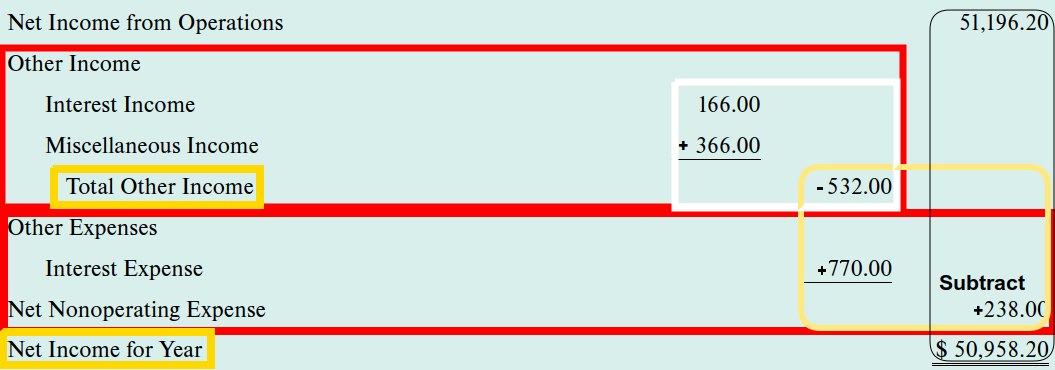 Net Income from Operations 51,196.20
Other Income
Interest Income 166.00
Miscellaneous Income + 366.00
Total Other Income -532.00
Other Expenses
Interest Expense +770.00
Subtract
Net Nonoperating Expense +238.00
Net Income for Year $ 50,958.20